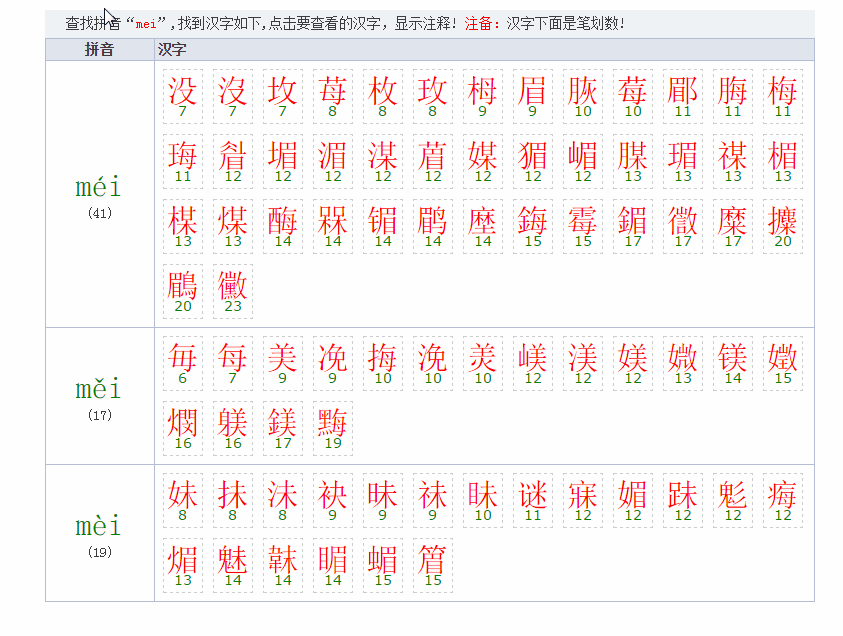 查找拼音“mei”,找到汉字如下,点击要查看的汉字，显示注释！注备：汉字下面是笔划数！
拼音 汉字
没 沒 坆 苺 枚 玫 栂 眉 脄 莓 郿 脢 梅
7 7 7 8 8 8 9 9 10 10 11 11 11
珻 睂 堳 湄 湈 葿 媒 猸 嵋 腜 瑂 禖 楣
11 12 12 12 12 12 12 12 12 13 13 13 13
méi
(41)
楳 煤 酶 槑 镅 鹛 塺 鋂 霉 鎇 徾 糜 攗
13 13 14 14 14 14 14 15 15 17 17 17 20
鶥 黴
20 23
毎 每 美 凂 挴 浼 羙 嵄 渼 媄 媺 镁 嬍
6 7 9 9 10 10 10 12 12 12 13 14 15
měi
(17)
燘 躾 鎂 黣
16 16 17 19
妹 抺 沬 袂 昧 祙 眛 谜 寐 媚 跊 鬽 痗
8 8 8 9 9 9 10 11 12 12 12 12 12
mèi
(19)
煝 魅 韎 睸 蝞 篃
13 14 14 14 15 15